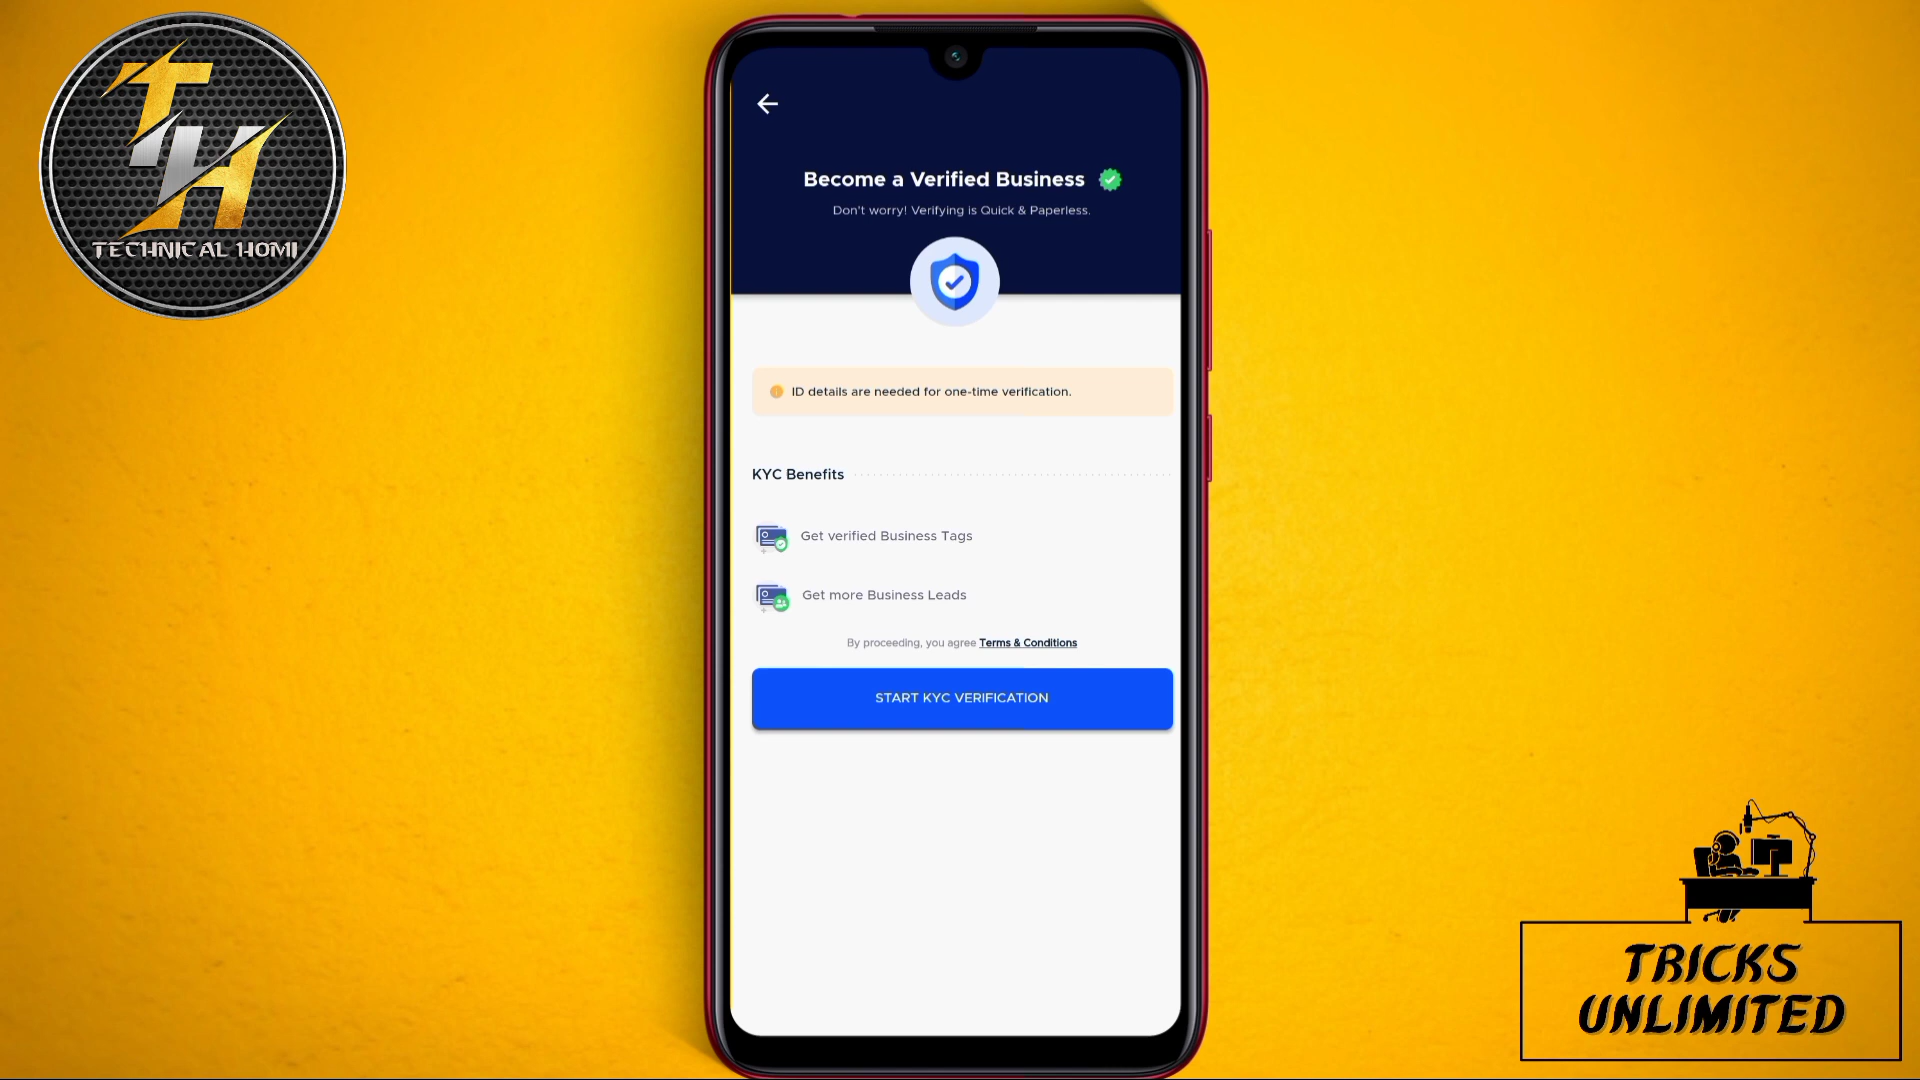 TH
TECHNICAL HOMI
Become a Verified Business
Don't worry! Verifying is Quick & Paperless.
ID details are needed for one-time verification.
KYC Benefits
Get verified Business Tags
Get more Business Leads
By proceeding, you agree Terms & Conditions
START KYC VERIFICATION
TRICKS
UNLIMITED